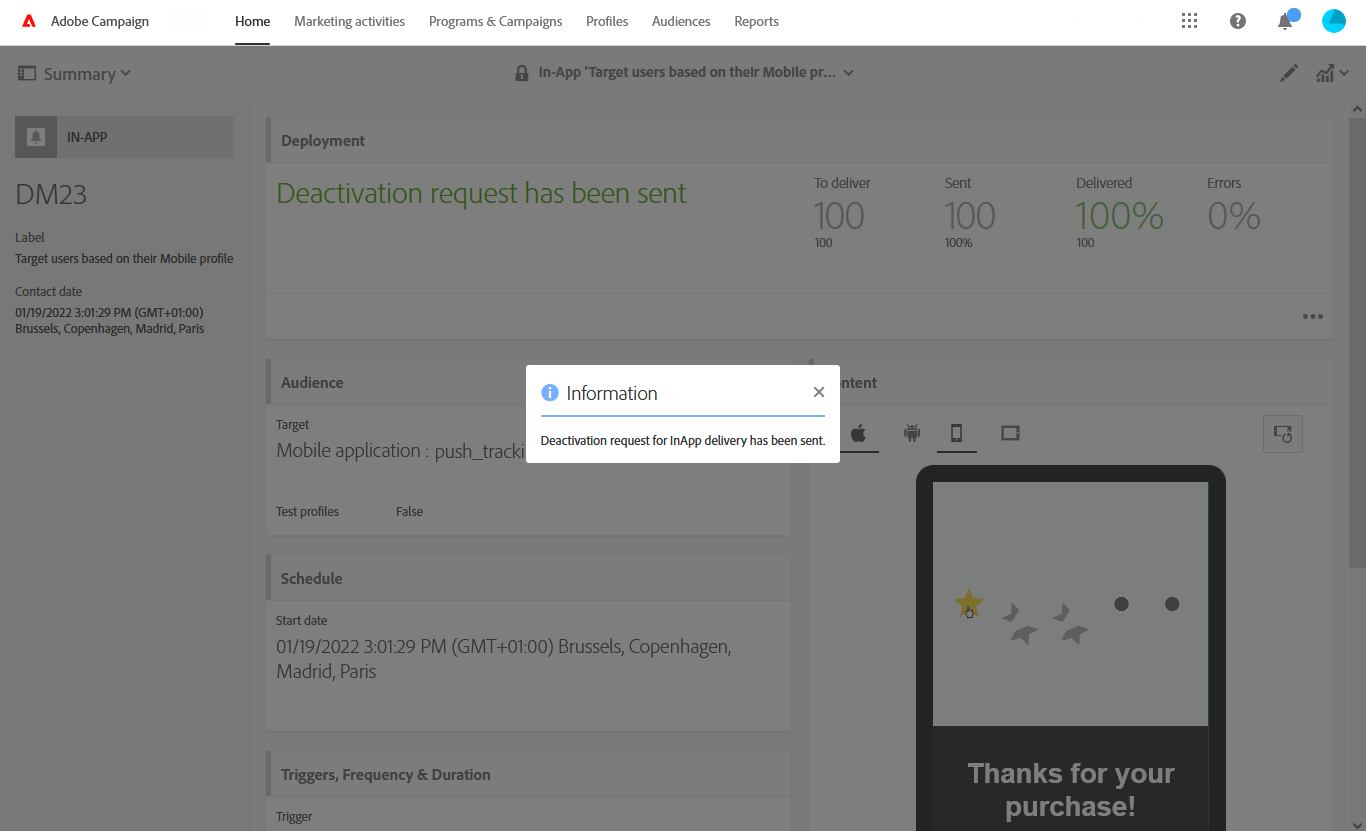 Adobe Campaign
Home
Marketing activities
Programs & Campaigns
Profiles
Audiences
Reports
Summary
In-App 'Target users based on their Mobile pr...
IN-APP
DM23
Label
Target users based on their Mobile profile
Contact date
01/19/2022 3:01:29 PM (GMT+01:00)
Brussels, Copenhagen, Madrid, Paris
Deployment
Deactivation request has been sent
To deliver
100
100
Sent
100
100%
Delivered
100%
100
Errors
0%
Information
Deactivation request for InApp delivery has been sent.
Audience
Target
Mobile application : push_tracki
Test profiles
False
Schedule
Start date
01/19/2022 3:01:29 PM (GMT+01:00) Brussels, Copenhagen,
Madrid, Paris
Triggers, Frequency & Duration
Trigger
ntent
Thanks for your
purchase!